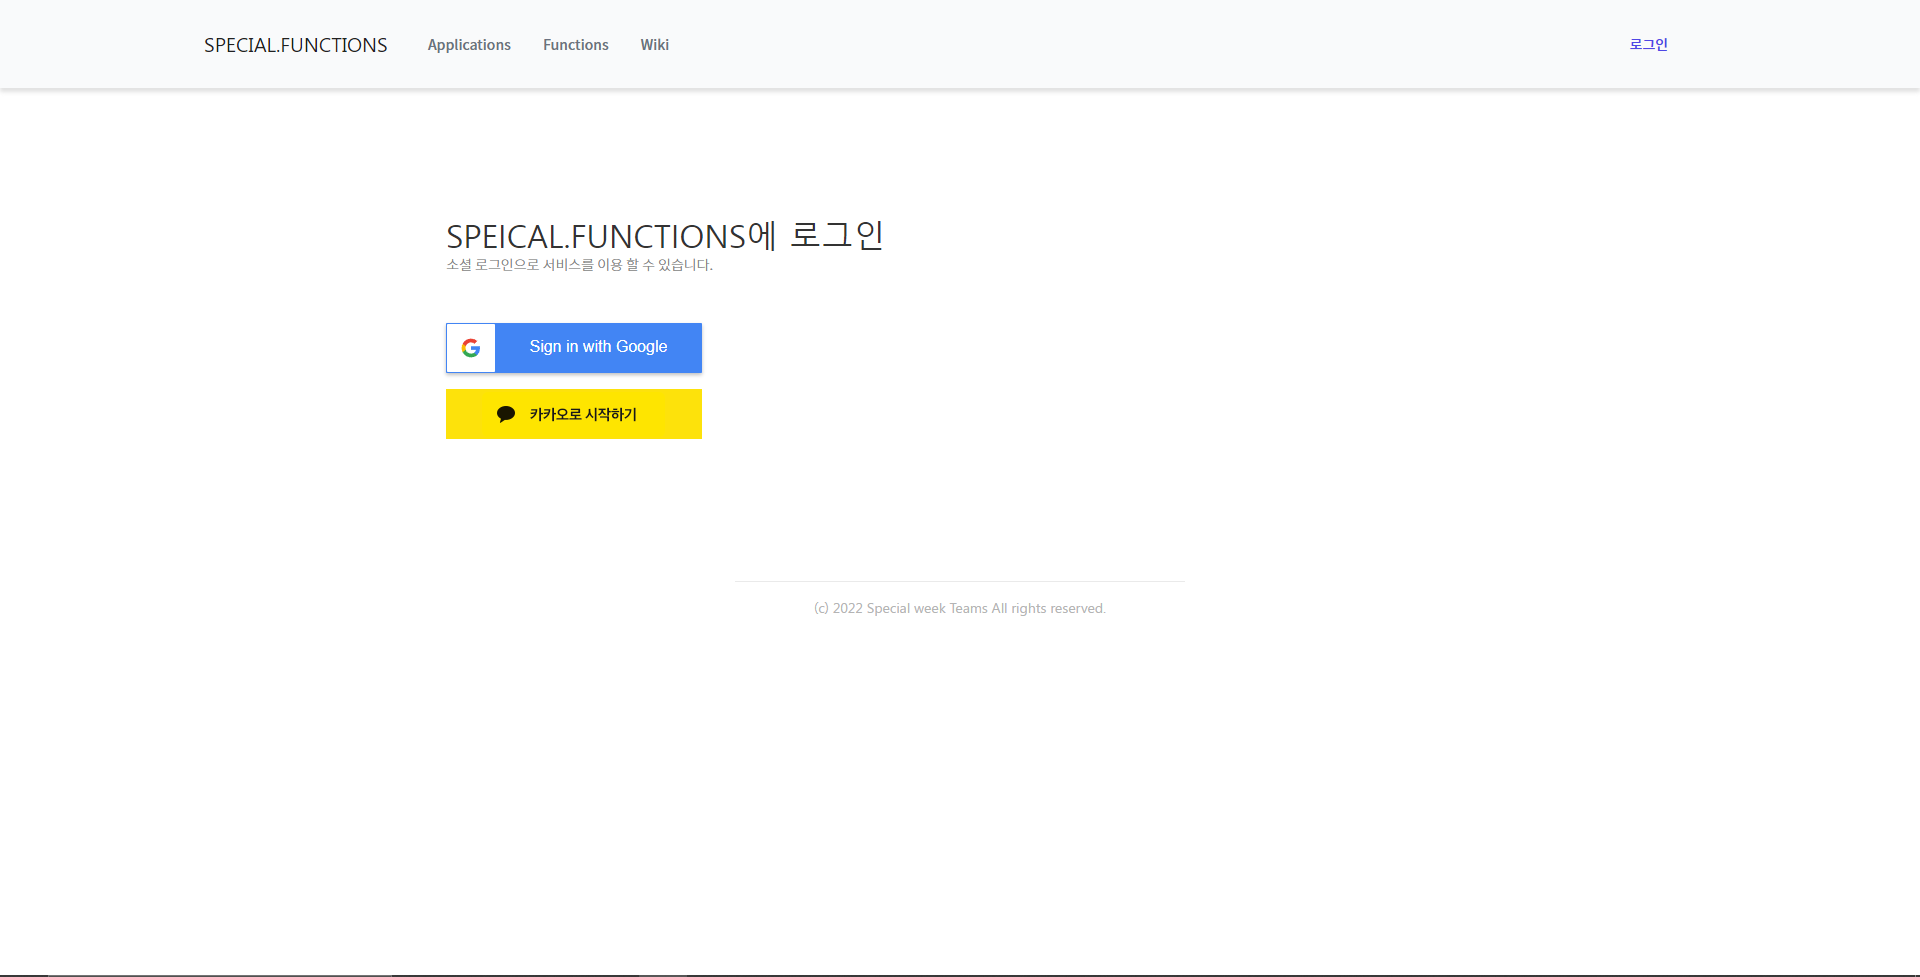 SPECIAL.FUNCTIONS Applications Functions Wiki 로그인
SPEICAL.FUNCTIONS에 로그인
소셜 로그인으로 서비스를 이용 할 수 있습니다.
Sign in with Google
카카오로 시작하기
(c) 2022 Special week Teams All rights reserved.